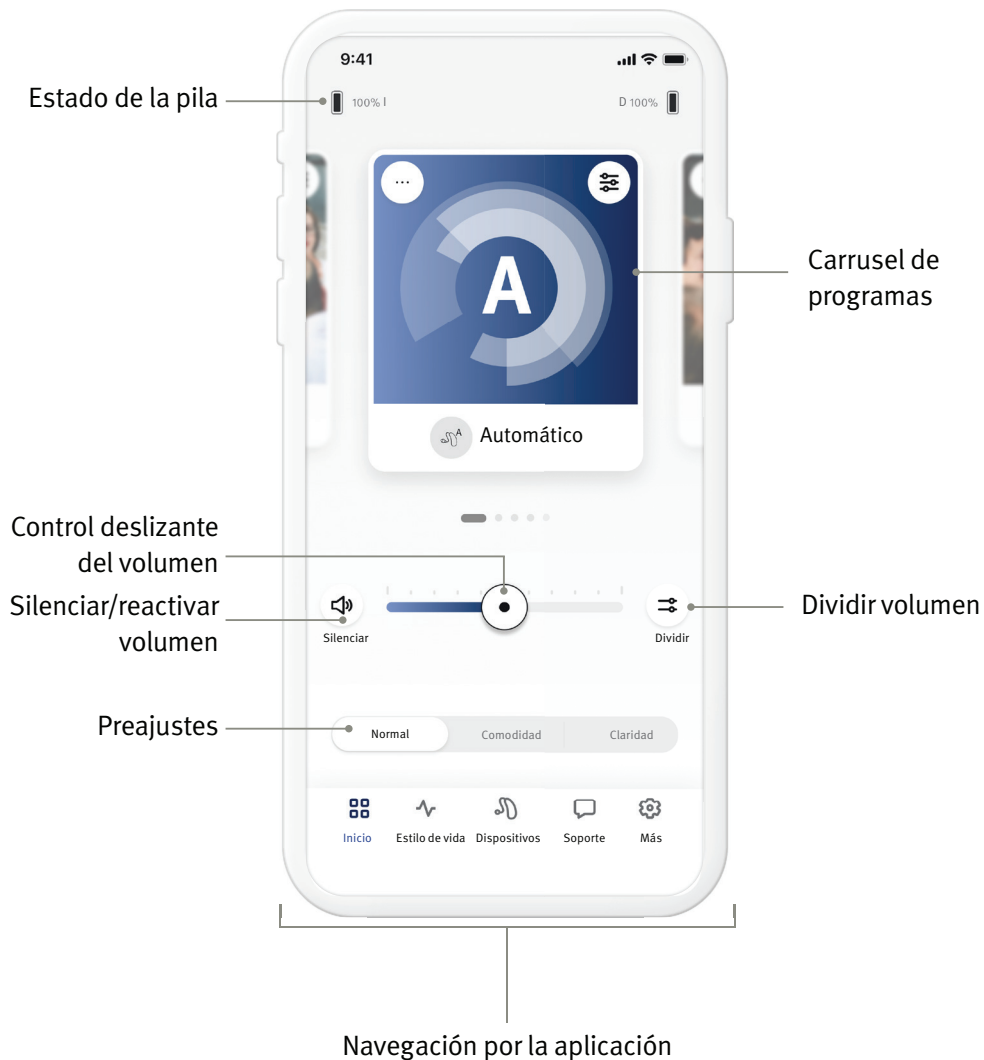 9:41
Estado de la pila
100% I
D 100%
...
A
Carrusel de
programas
A
Automático
Control deslizante
del volumen
Silenciar/reactivar
volumen
Silenciar
Dividir
Dividir volumen
Preajustes
Normal
Comodidad
Claridad
Inicio
Estilo de vida
Dispositivos
Soporte
Más
Navegación por la aplicación